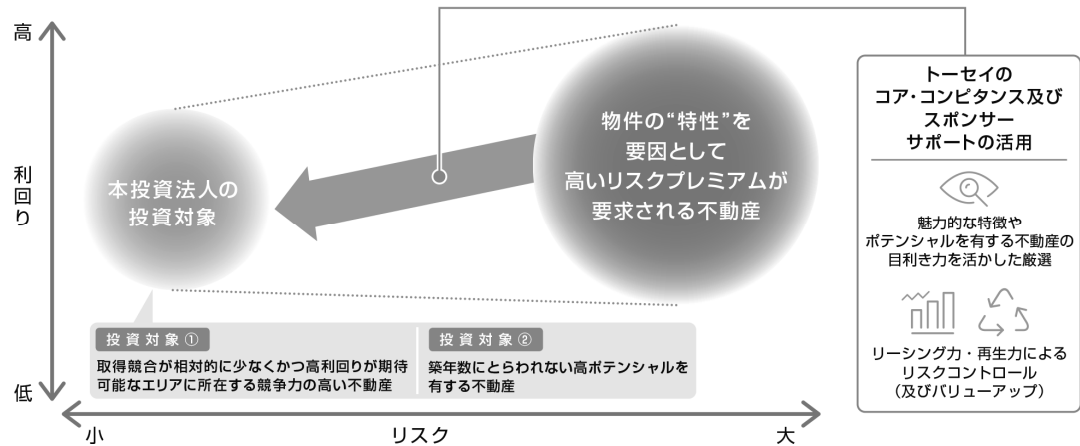 高
利回り
低
小
リスク
大
本投資法人の
投資対象
物件の“特性”を
要因として
高いリスクプレミアムが
要求される不動産
投資対象①
取得競合が相対的に少なくかつ高利回りが期待
可能なエリアに所在する競争力の高い不動産
投資対象②
築年数にとらわれない高ポテンシャルを
有する不動産
トーセイの
コア・コンピタンス及び
スポンサー
サポートの活用
魅力的な特徴や
ポテンシャルを有する不動産の
目利き力を活かした厳選
リーシング力・再生力による
リスクコントロール
（及びバリューアップ）